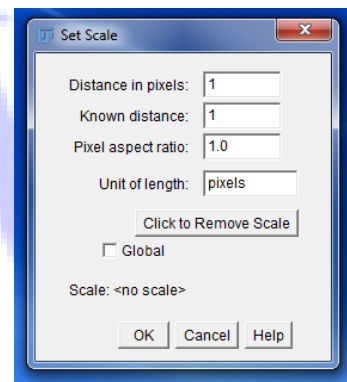 Set Scale
Distance in pixels: 1
Known distance: 1
Pixel aspect ratio: 1.0
Unit of length: pixels
Click to Remove Scale
Global
Scale: <no scale>
OK Cancel Help